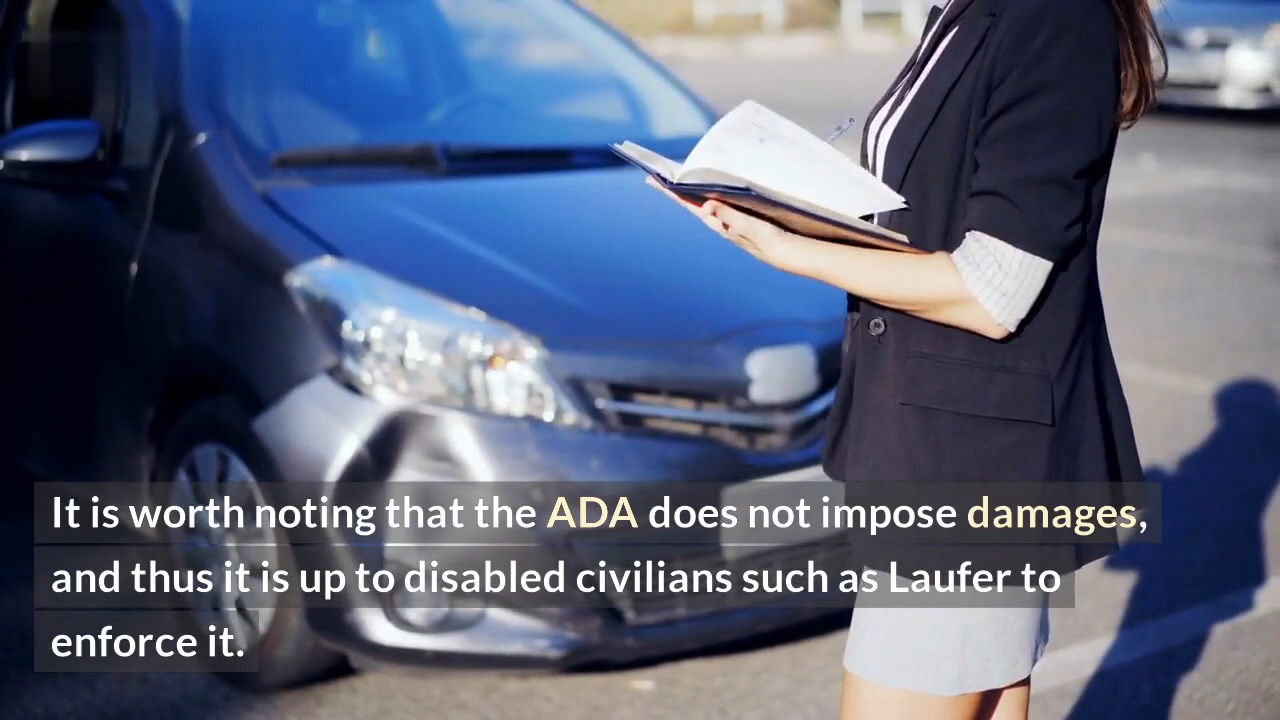 It is worth noting that the ADA does not impose damages,
and thus it is up to disabled civilians such as Laufer to
enforce it.